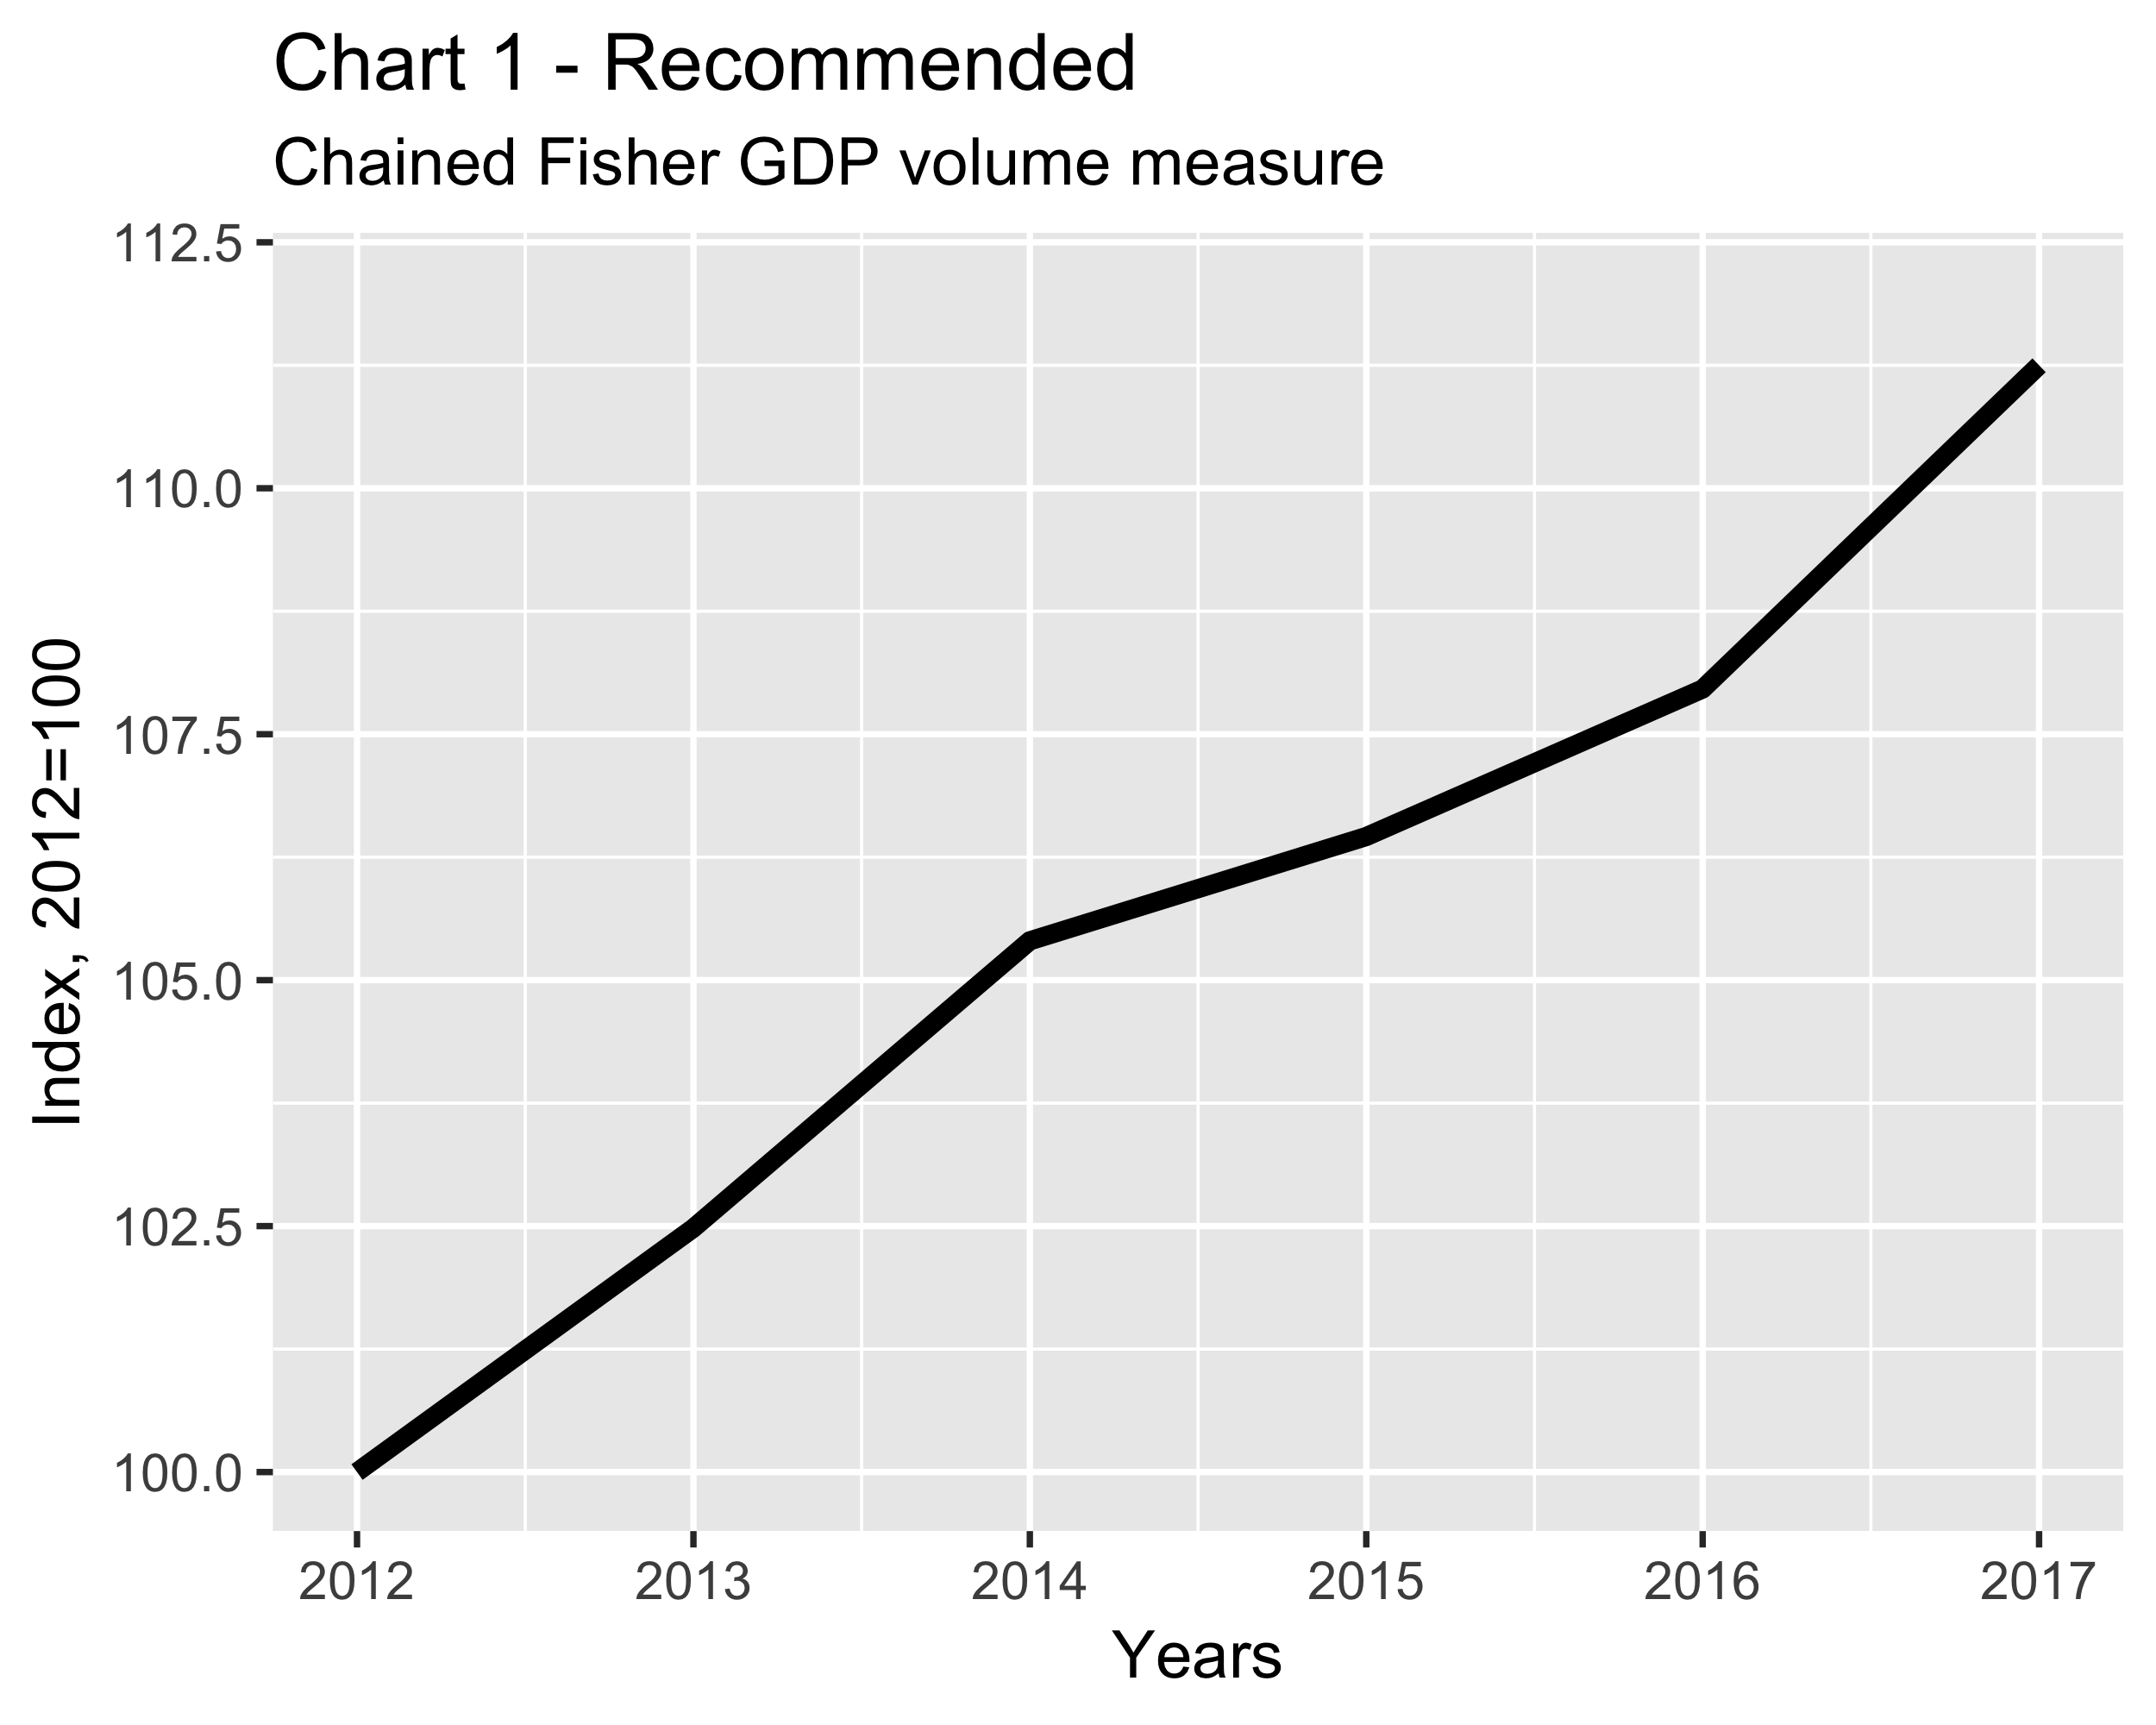 Chart 1 - Recommended
Chained Fisher GDP volume measure
112.5
110.0
107.5
105.0
102.5
100.0
Index, 2012=100
2012 2013 2014 2015 2016 2017
Years